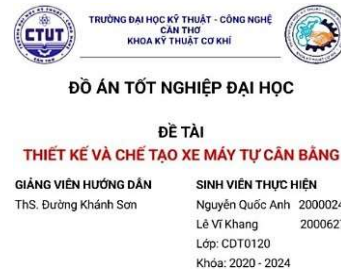 TRƯỜNG ĐẠI HỌC KỸ THUẬT - CÔNG NGHỆ
CẦN THƠ
KHOA KỸ THUẬT CƠ KHÍ
CTUT
ĐỒ ÁN TỐT NGHIỆP ĐẠI HỌC
ĐỀ TÀI
THIẾT KẾ VÀ CHẾ TẠO XE MÁY TỰ CÂN BẰNG
GIẢNG VIÊN HƯỚNG DẪN
ThS. Đường Khánh Sơn
SINH VIÊN THỰC HIỆN
Nguyễn Quốc Anh 2000024
Lê Vĩ Khang 2000627
Lớp: CDT0120
Khóa: 2020 - 2024